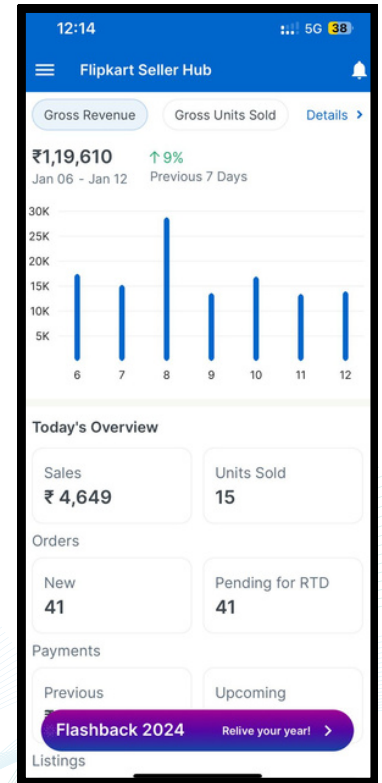 12:14 5G 38
Flipkart Seller Hub
Gross Revenue Gross Units Sold Details >
₹1,19,610 ↑ 9%
Jan 06 - Jan 12 Previous 7 Days
30K
25K
20K
15K
10K
5K
6 7 8 9 10 11 12
Today's Overview
Sales Units Sold
₹ 4,649 15
Orders
New Pending for RTD
41 41
Payments
Previous Upcoming
Flashback 2024 Relive your year! >
Listings